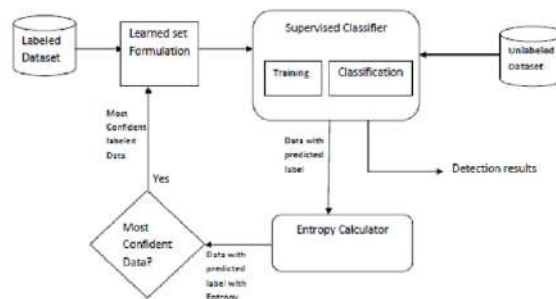 Labeled
Dataset
Learned set
Formulation
Supervised Classifier
Training
Classification
Unlabeled
Dataset
Most
Confident
labeled
Data
Data with
predicted
label
Detection results
Yes
Most
Confident
Data?
Data with
predicted
label with
Entropy
Entropy Calculator